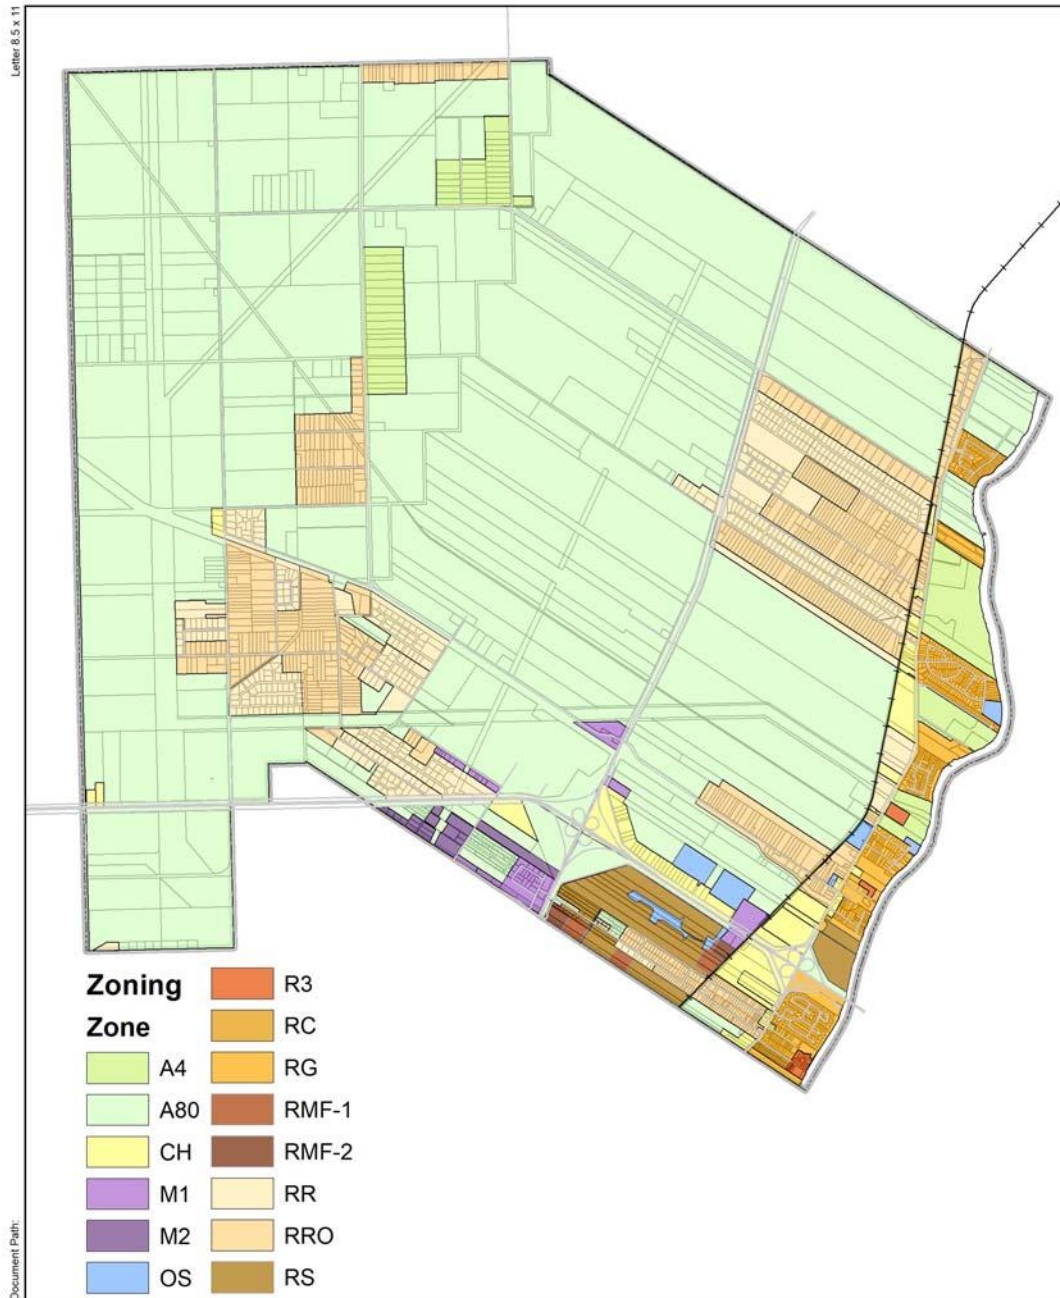 Letter 8.5 x 11
Document Path:
Zoning
Zone
A4
A80
CH
M1
M2
OS
R3
RC
RG
RMF-1
RMF-2
RR
RRO
RS